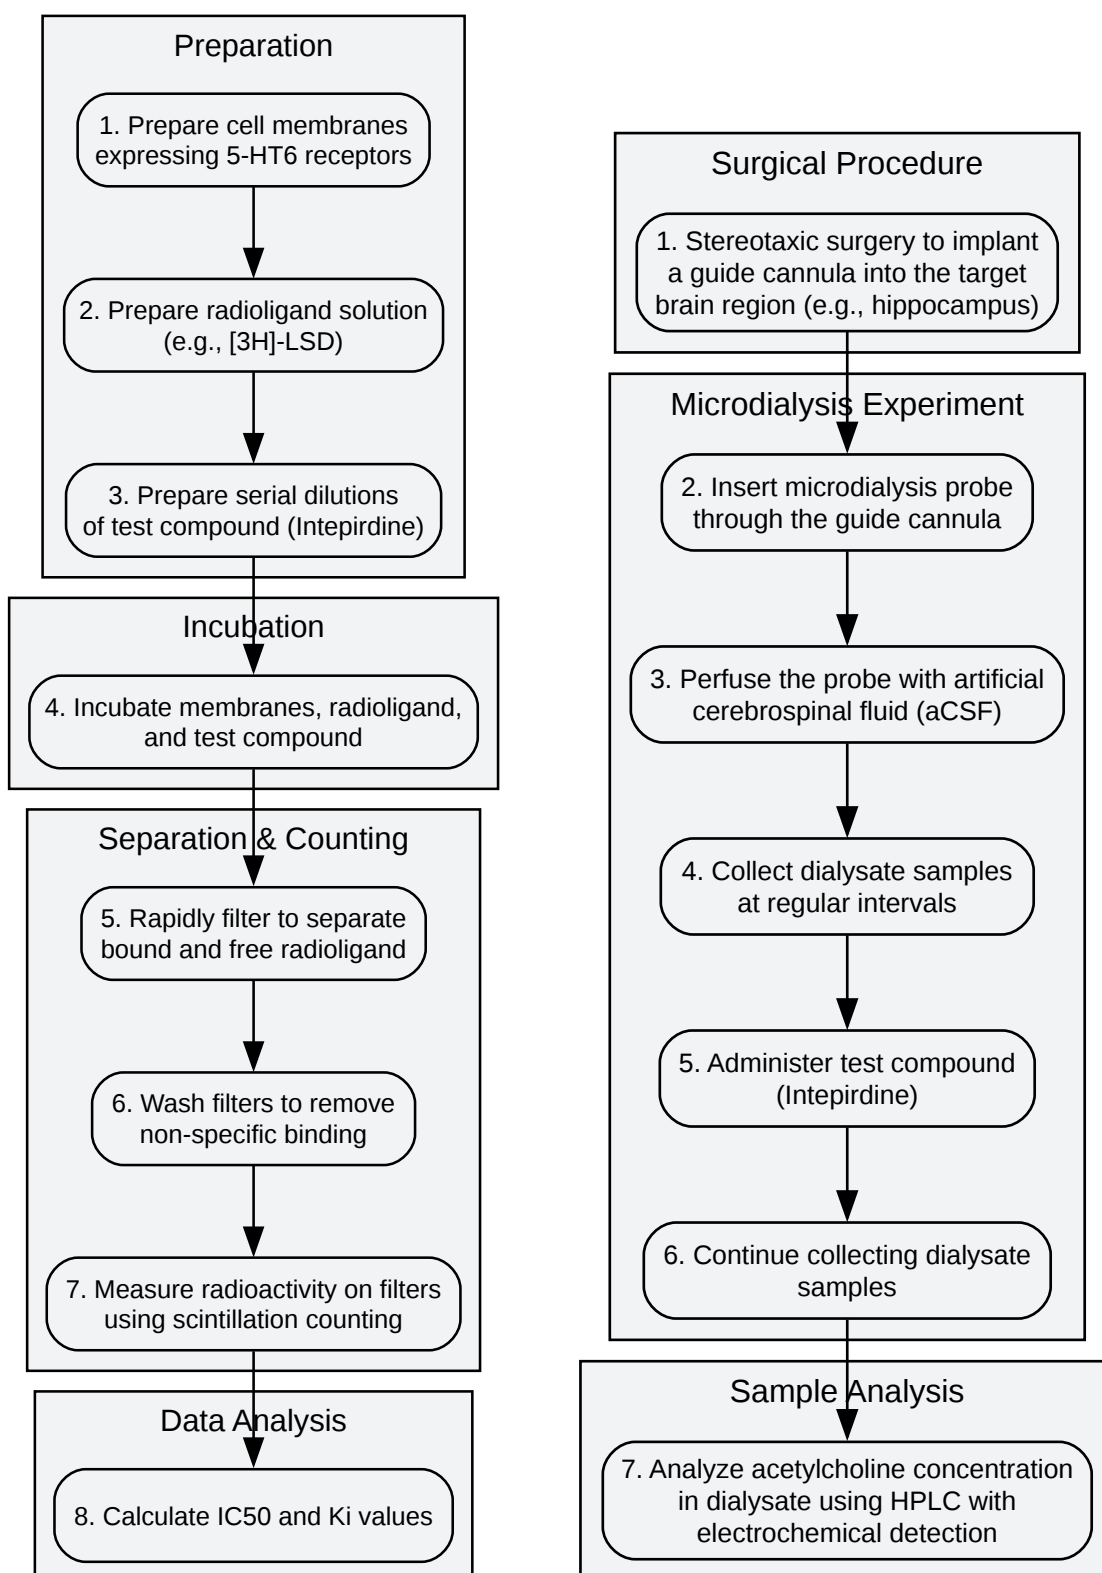 Preparation
1. Prepare cell membranes
expressing 5-HT6 receptors
2. Prepare radioligand solution
(e.g., [3H]-LSD)
3. Prepare serial dilutions
of test compound (Intepirdine)
Incubation
4. Incubate membranes, radioligand,
and test compound
Separation & Counting
5. Rapidly filter to separate
bound and free radioligand
6. Wash filters to remove
non-specific binding
7. Measure radioactivity on filters
using scintillation counting
Data Analysis
8. Calculate IC50 and Ki values
Surgical Procedure
1. Stereotaxic surgery to implant
a guide cannula into the target
brain region (e.g., hippocampus)
Microdialysis Experiment
2. Insert microdialysis probe
through the guide cannula
3. Perfuse the probe with artificial
cerebrospinal fluid (aCSF)
4. Collect dialysate samples
at regular intervals
5. Administer test compound
(Intepirdine)
6. Continue collecting dialysate
samples
Sample Analysis
7. Analyze acetylcholine concentration
in dialysate using HPLC with
electrochemical detection